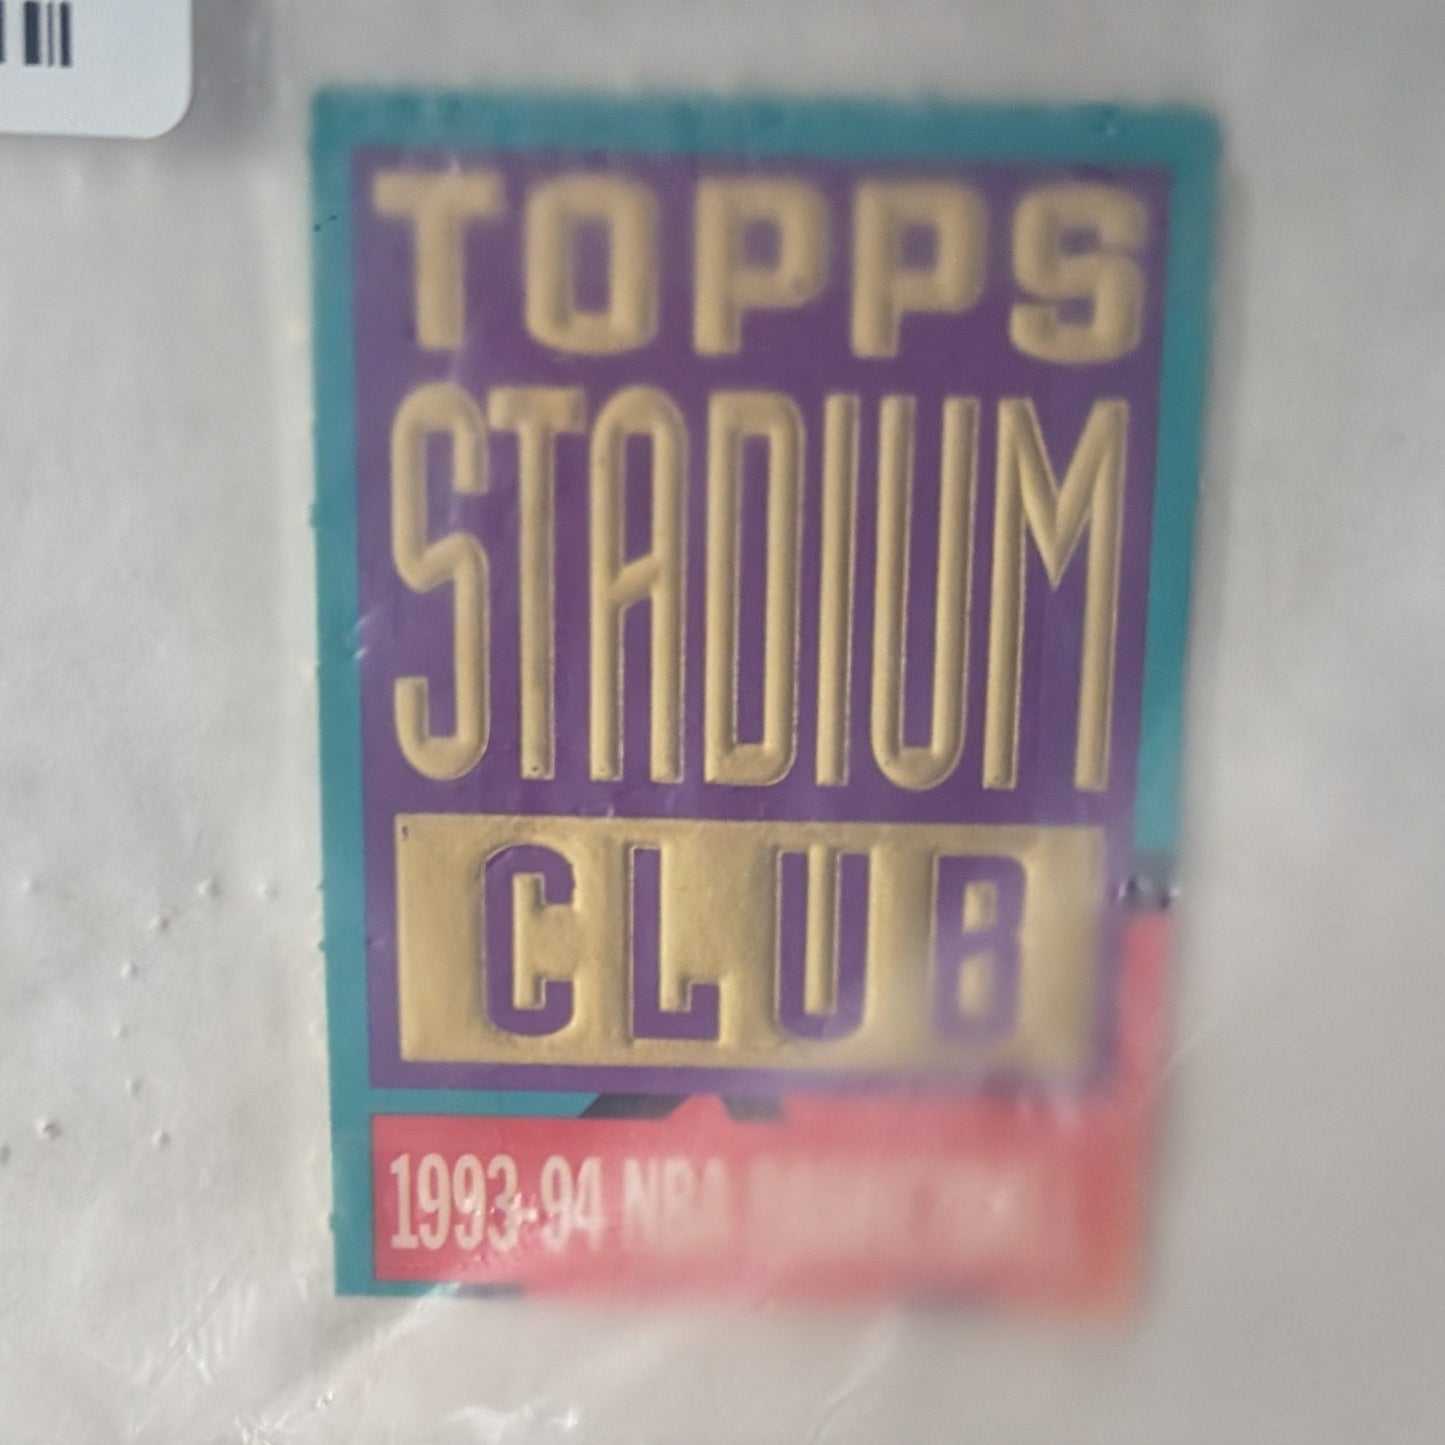 TOPPS
STADIUM
CLUB
1993-94 NBA